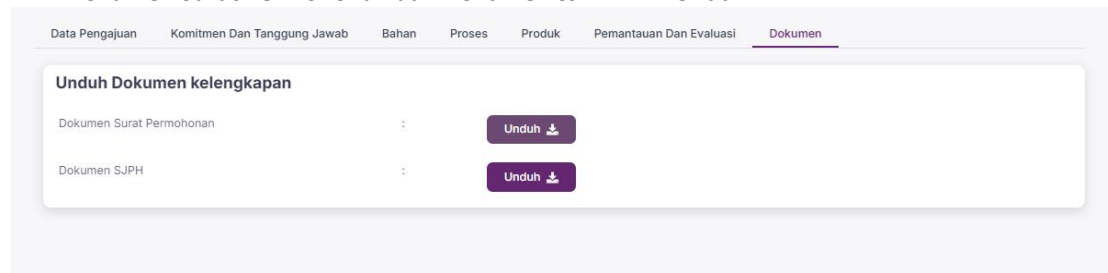 Data Pengajuan Komitmen Dan Tanggung Jawab Bahan Proses Produk Pemantauan Dan Evaluasi Dokumen
Unduh Dokumen kelengkapan
Dokumen Surat Permohonan : Unduh
Dokumen SJPH : Unduh